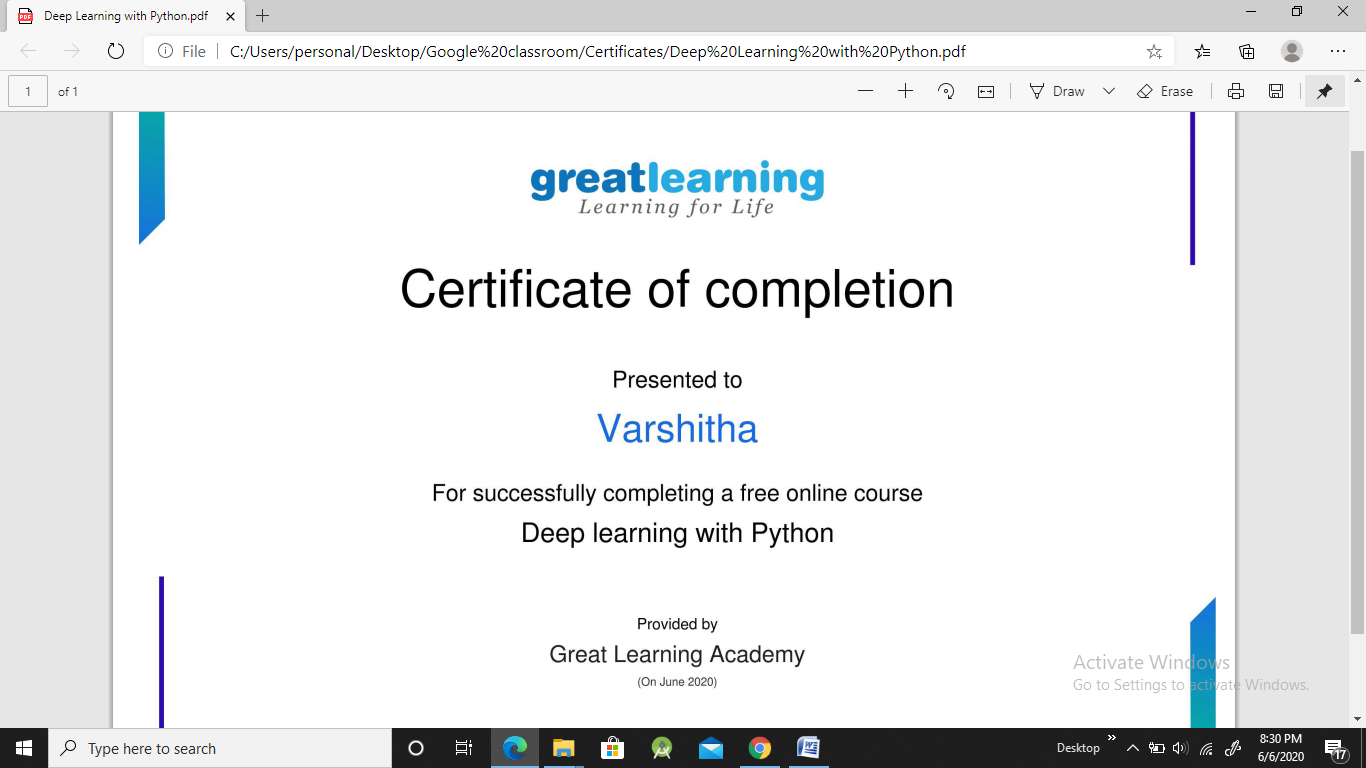 Deep Learning with Python.pdf
File
C:/Users/personal/Desktop/Google%20classroom/Certificates/Deep%20Learning%20with%20Python.pdf
1 of 1
Draw
Erase
greatlearning
Learning for Life
Certificate of completion
Presented to
Varshitha
For successfully completing a free online course
Deep learning with Python
Provided by
Great Learning Academy
(On June 2020)
Activate Windows
Go to Settings to activate Windows.
Type here to search
Desktop
8:30 PM
6/6/2020
17